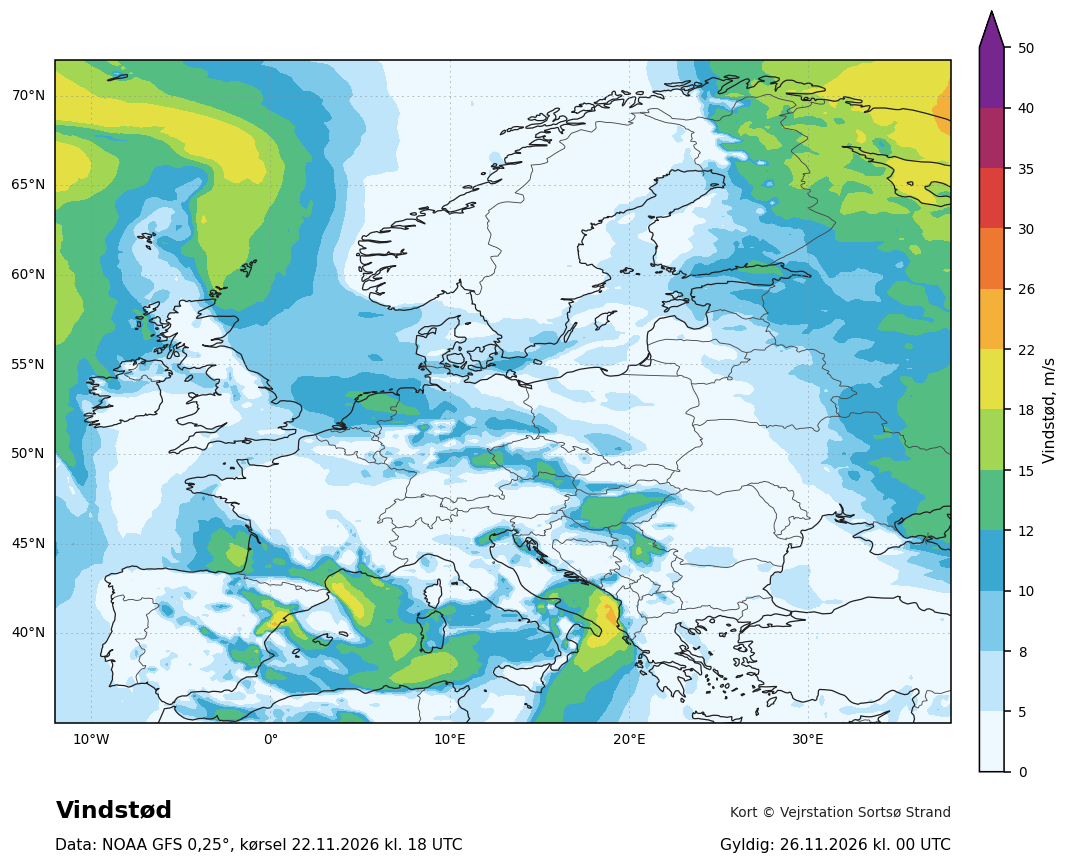 50
40
35
30
26
22
18
15
12
10
8
5
0
Vindstød, m/s
70°N
65°N
60°N
55°N
50°N
45°N
40°N
10°W
0°
10°E
20°E
30°E
Vindstød
Kort © Vejrstation Sortsø Strand
Data: NOAA GFS 0,25°, kørsel 22.11.2026 kl. 18 UTC
Gyldig: 26.11.2026 kl. 00 UTC